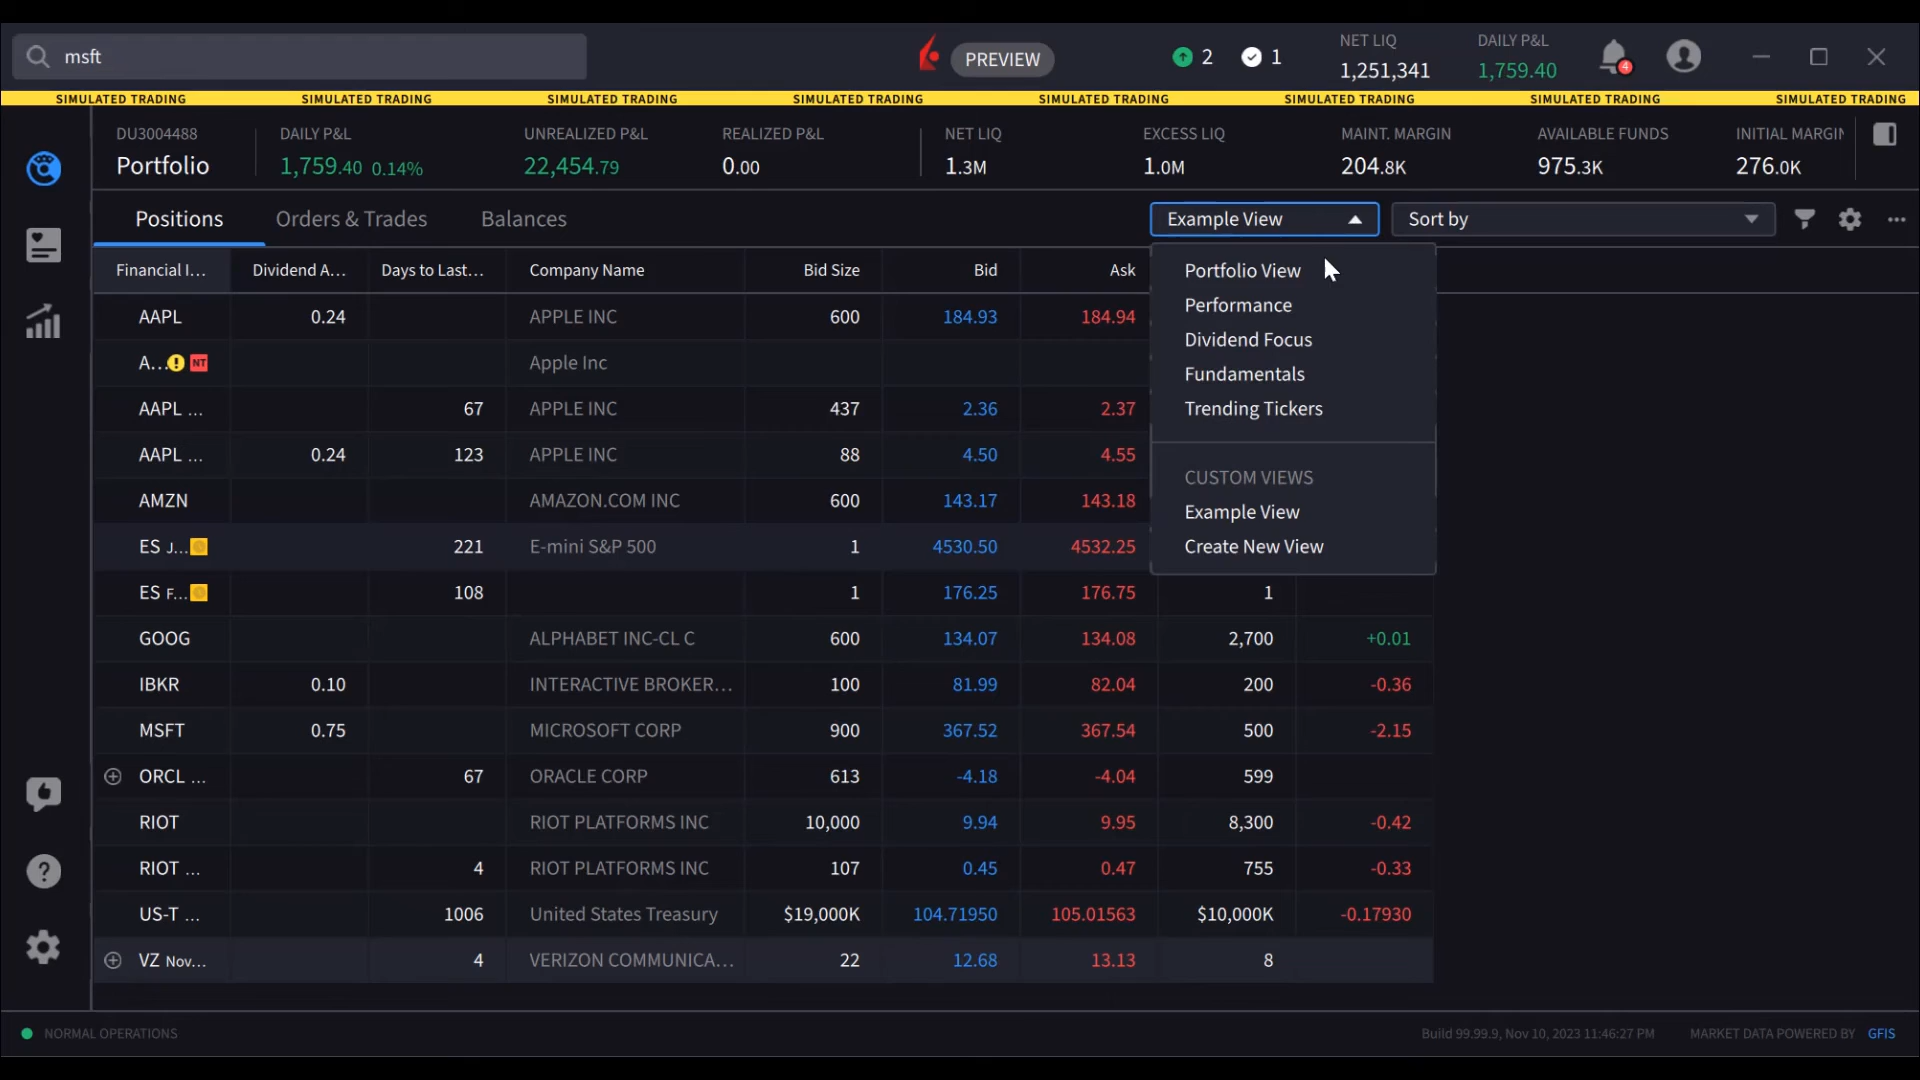 msft
PREVIEW
2
1
NET LIQ
1,251,341
DAILY P&L
1,759.40
4
SIMULATED TRADING SIMULATED TRADING SIMULATED TRADING SIMULATED TRADING SIMULATED TRADING SIMULATED TRADING SIMULATED TRADING SIMULATED TRADING
DU3004488 DAILY P&L UNREALIZED P&L REALIZED P&L NET LIQ EXCESS LIQ MAINT. MARGIN AVAILABLE FUNDS INITIAL MARGIN
Portfolio 1,759.40 0.14% 22,454.79 0.00 1.3M 1.0M 204.8K 975.3K 276.0K
Positions Orders & Trades Balances Example View Sort by
Financial I... Dividend A... Days to Last... Company Name Bid Size Bid Ask
Portfolio View
Performance
Dividend Focus
Fundamentals
Trending Tickers
CUSTOM VIEWS
Example View
Create New View
AAPL 0.24 APPLE INC 600 184.93 184.94
A... ! NT Apple Inc
AAPL ... 67 APPLE INC 437 2.36 2.37
AAPL ... 0.24 123 APPLE INC 88 4.50 4.55
AMZN AMAZON.COM INC 600 143.17 143.18
ES J... 221 E-mini S&P 500 1 4530.50 4532.25
ES F... 108 1 176.25 176.75 1
GOOG ALPHABET INC-CL C 600 134.07 134.08 2,700 +0.01
IBKR 0.10 INTERACTIVE BROKER... 100 81.99 82.04 200 -0.36
MSFT 0.75 MICROSOFT CORP 900 367.52 367.54 500 -2.15
ORCL ... 67 ORACLE CORP 613 -4.18 -4.04 599
RIOT RIOT PLATFORMS INC 10,000 9.94 9.95 8,300 -0.42
RIOT ... 4 RIOT PLATFORMS INC 107 0.45 0.47 755 -0.33
US-T ... 1006 United States Treasury $19,000K 104.71950 105.01563 $10,000K -0.17930
VZ Nov... 4 VERIZON COMMUNICA... 22 12.68 13.13 8
NORMAL OPERATIONS Build 99.99.9, Nov 10, 2023 11:46:27 PM MARKET DATA POWERED BY GFIS